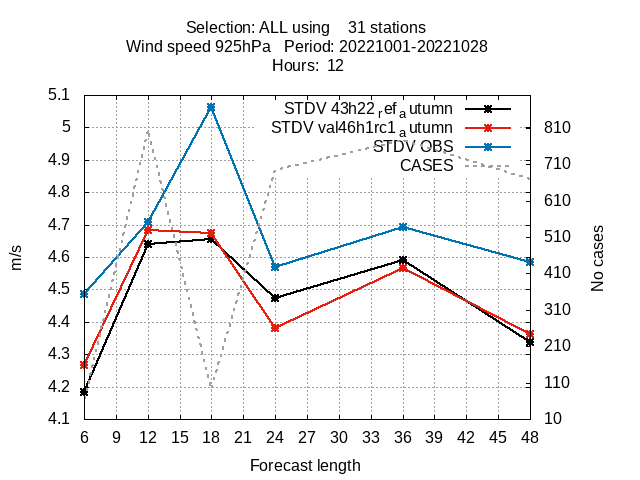 Selection: ALL using 31 stations
Wind speed 925hPa Period: 20221001-20221028
Hours: 12
STDV 43h22ref autumn
STDV val46h1rc1autumn
STDV OBS
CASES
5.1
5
4.9
4.8
4.7
4.6
4.5
4.4
4.3
4.2
4.1
m/s
810
710
610
510
410
310
210
110
10
No cases
6 9 12 15 18 21 24 27 30 33 36 39 42 45 48
Forecast length